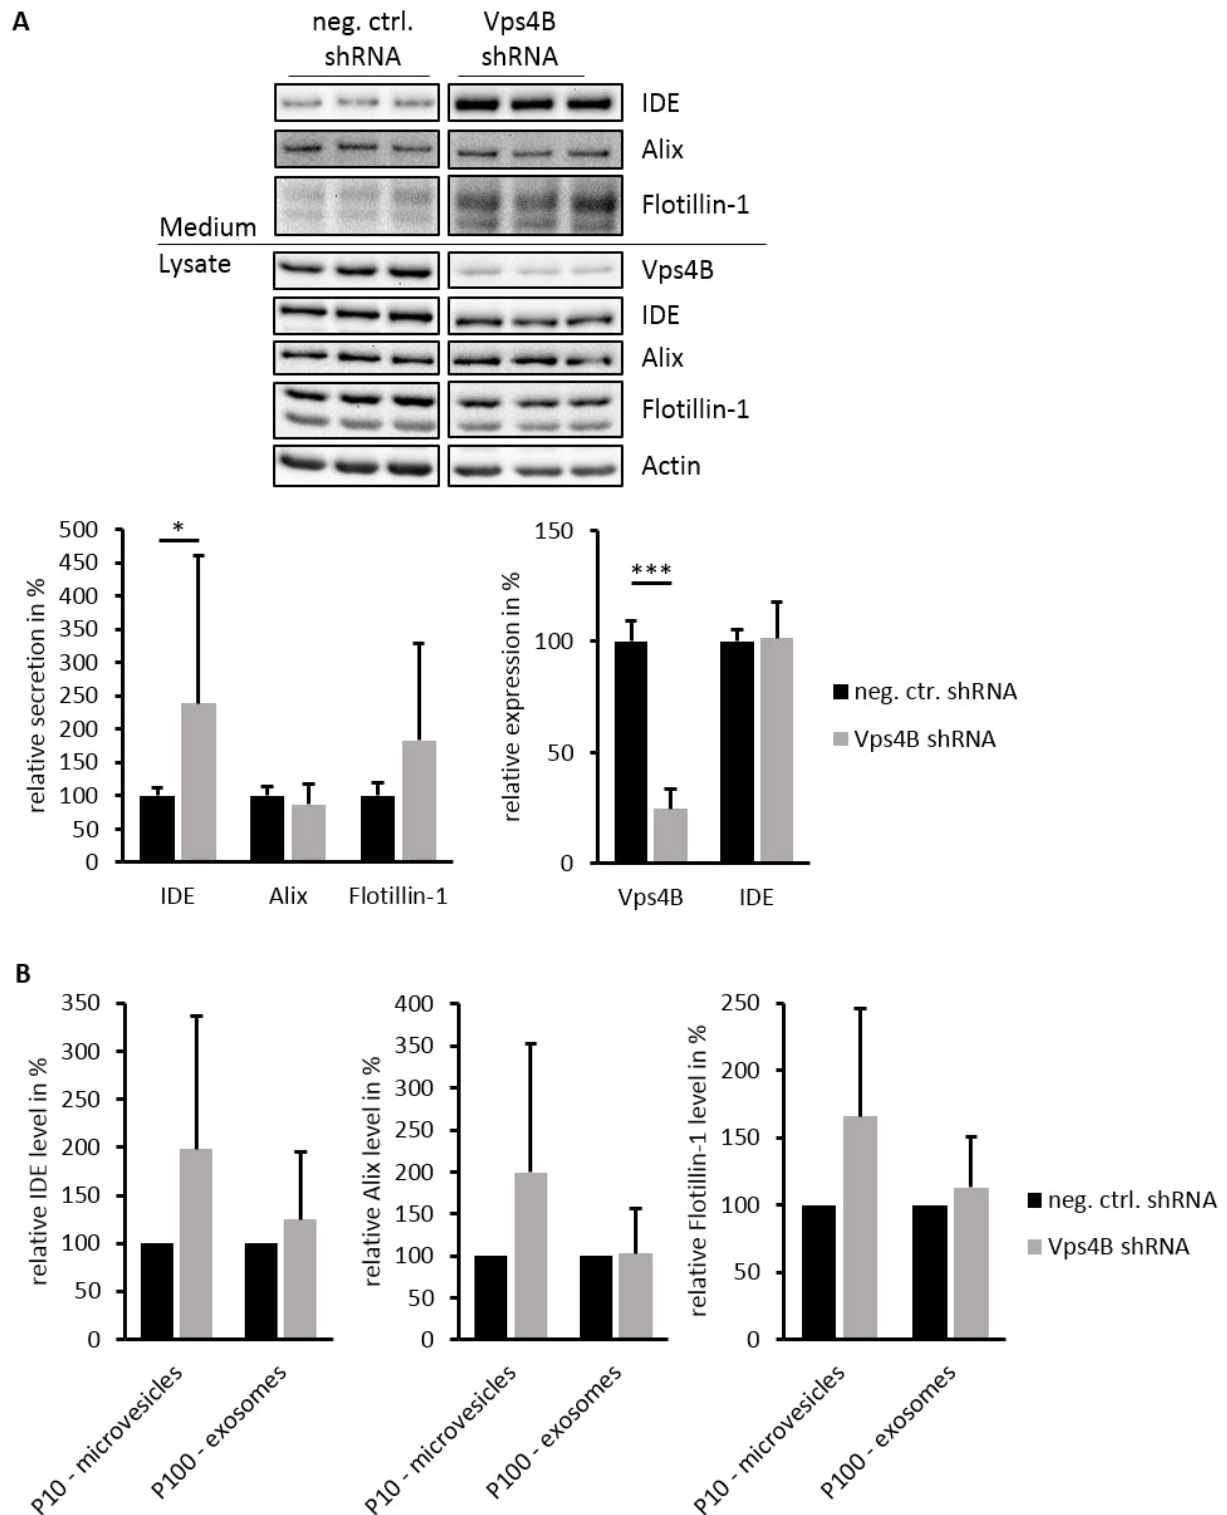 A
neg. ctrl.
shRNA
Vps4B
shRNA
IDE
Alix
Flotillin-1
Medium
Lysate
Vps4B
IDE
Alix
Flotillin-1
Actin
relative secretion in %
500
450
400
350
300
250
200
150
100
50
0
*
IDE
Alix
Flotillin-1
relative expression in %
150
100
50
0
***
Vps4B
IDE
neg. ctr. shRNA
Vps4B shRNA
B
relative IDE level in %
350
300
250
200
150
100
50
0
P10 - microvesicles
P100 - exosomes
relative Alix level in %
400
350
300
250
200
150
100
50
0
P10 - microvesicles
P100 - exosomes
relative Flotillin-1 level in %
250
200
150
100
50
0
P10 - microvesicles
P100 - exosomes
neg. ctrl. shRNA
Vps4B shRNA